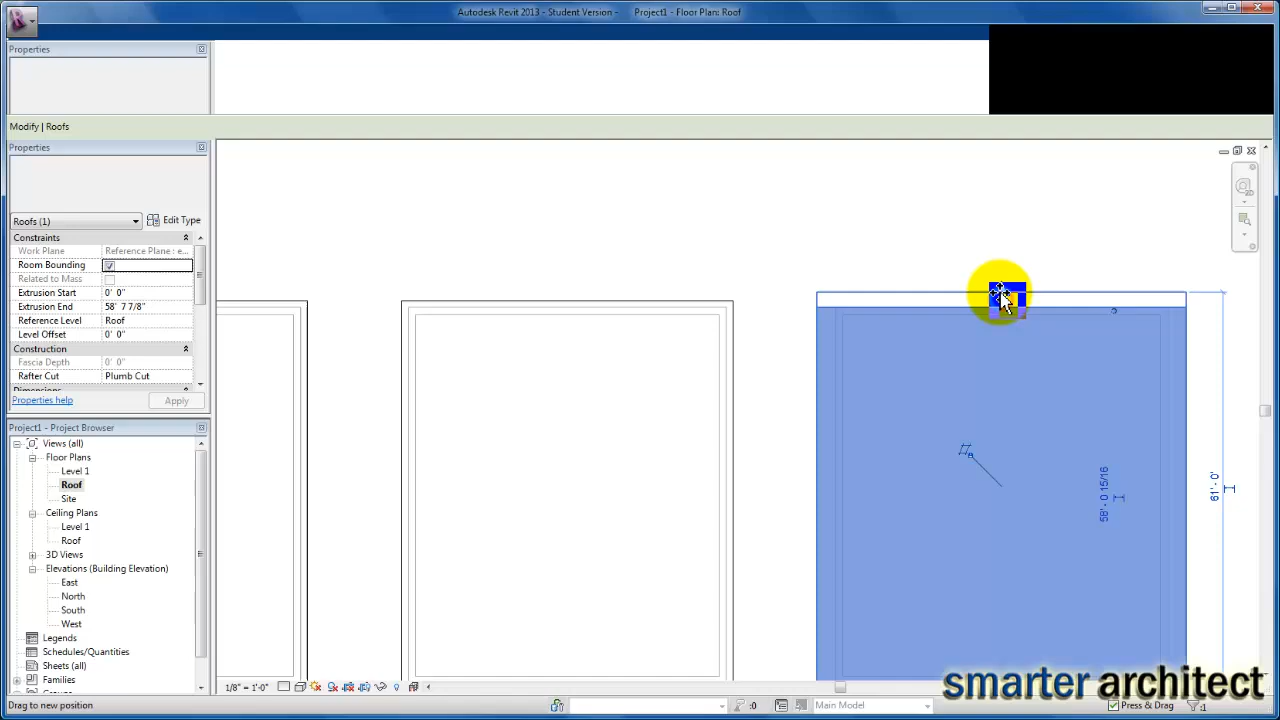 Autodesk Revit 2013 - Student Version - Project1 - Floor Plan: Roof
Properties
Modify | Roofs
Properties
Roofs (1)
Edit Type
Constraints
Work Plane Reference Plane : e...
Room Bounding
Related to Mass
Extrusion Start 0' 0"
Extrusion End 58' 7 7/8"
Reference Level Roof
Level Offset 0' 0"
Construction
Fascia Depth 0' 0"
Rafter Cut Plumb Cut
Properties help
Apply
Project1 - Project Browser
Views (all)
Floor Plans
Level 1
Roof
Site
Ceiling Plans
Level 1
Roof
3D Views
Elevations (Building Elevation)
East
North
South
West
Legends
Schedules/Quantities
Sheets (all)
Families
2D
58' - 0 15/16
61' - 0"
1/8" = 1'-0"
smarter architect
Drag to new position
:0
Main Model
Press & Drag
:1